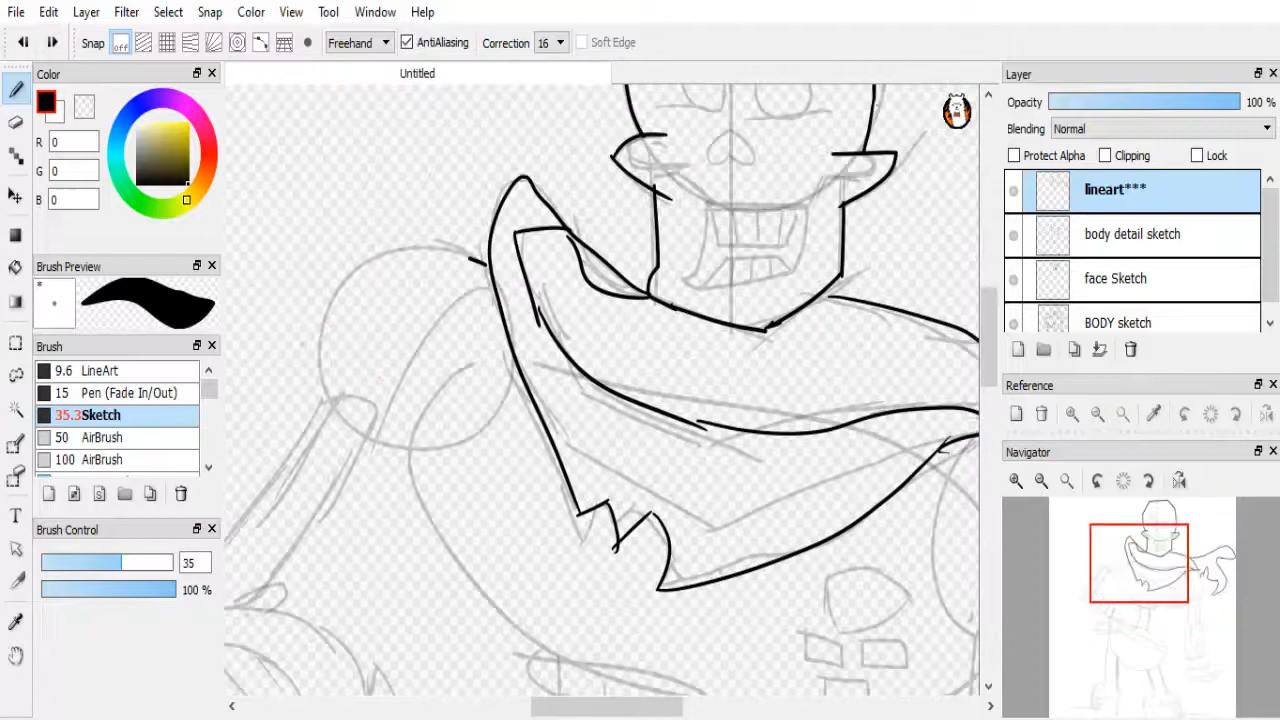 File Edit Layer Filter Select Snap Color View Tool Window Help
Snap off Freehand AntiAliasing Correction 16 Soft Edge
Color
Untitled
Layer
R 0
G 0
B 0
Opacity 100 %
Blending Normal
Protect Alpha Clipping Lock
lineart***
body detail sketch
face Sketch
BODY sketch
Brush Preview
*
Brush
9.6 LineArt
15 Pen (Fade In/Out)
35.3Sketch
50 AirBrush
100 AirBrush
Reference
Navigator
Brush Control
35
100 %